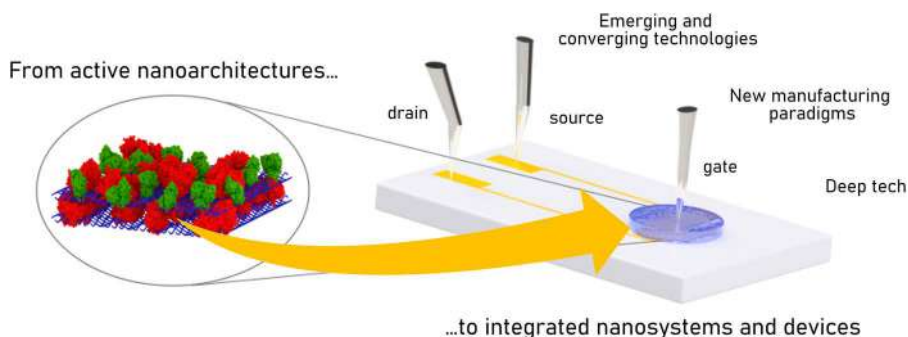 Emerging and
converging technologies
From active nanoarchitectures...
drain
source
New manufacturing
paradigms
gate
Deep tech
...to integrated nanosystems and devices